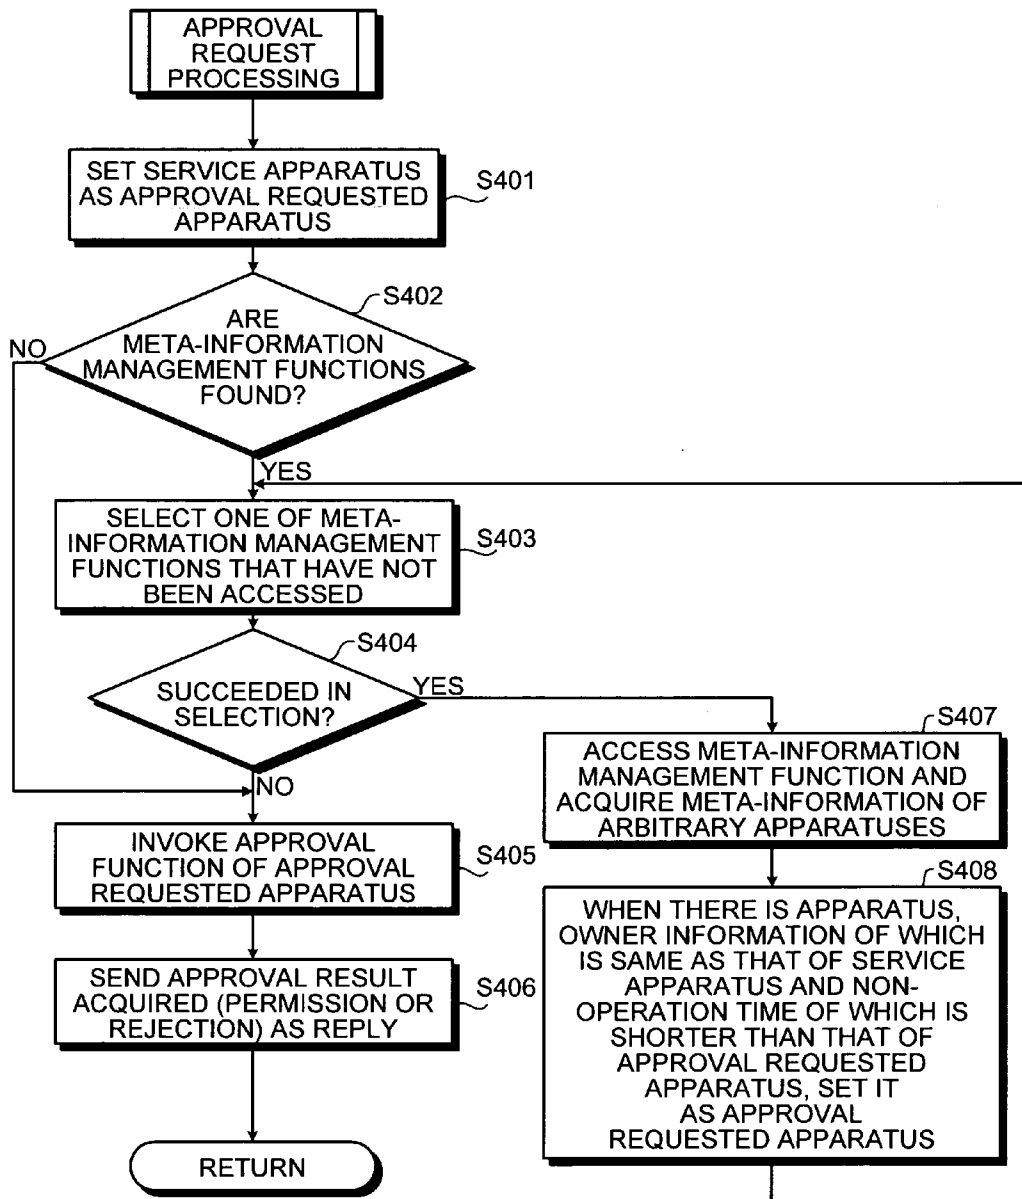 APPROVAL
REQUEST
PROCESSING
SET SERVICE APPARATUS
AS APPROVAL REQUESTED
APPARATUS
S401
S402
ARE
META-INFORMATION
MANAGEMENT FUNCTIONS
FOUND?
NO
YES
SELECT ONE OF META-
INFORMATION MANAGEMENT
FUNCTIONS THAT HAVE NOT
BEEN ACCESSED
S403
S404
SUCCEEDED IN
SELECTION?
YES
NO
INVOKE APPROVAL
FUNCTION OF APPROVAL
REQUESTED APPARATUS
S405
SEND APPROVAL RESULT
ACQUIRED (PERMISSION OR
REJECTION) AS REPLY
S406
RETURN
S407
ACCESS META-INFORMATION
MANAGEMENT FUNCTION AND
ACQUIRE META-INFORMATION OF
ARBITRARY APPARATUSES
S408
WHEN THERE IS APPARATUS,
OWNER INFORMATION OF WHICH
IS SAME AS THAT OF SERVICE
APPARATUS AND NON-
OPERATION TIME OF WHICH IS
SHORTER THAN THAT OF
APPROVAL REQUESTED
APPARATUS, SET IT
AS APPROVAL
REQUESTED APPARATUS